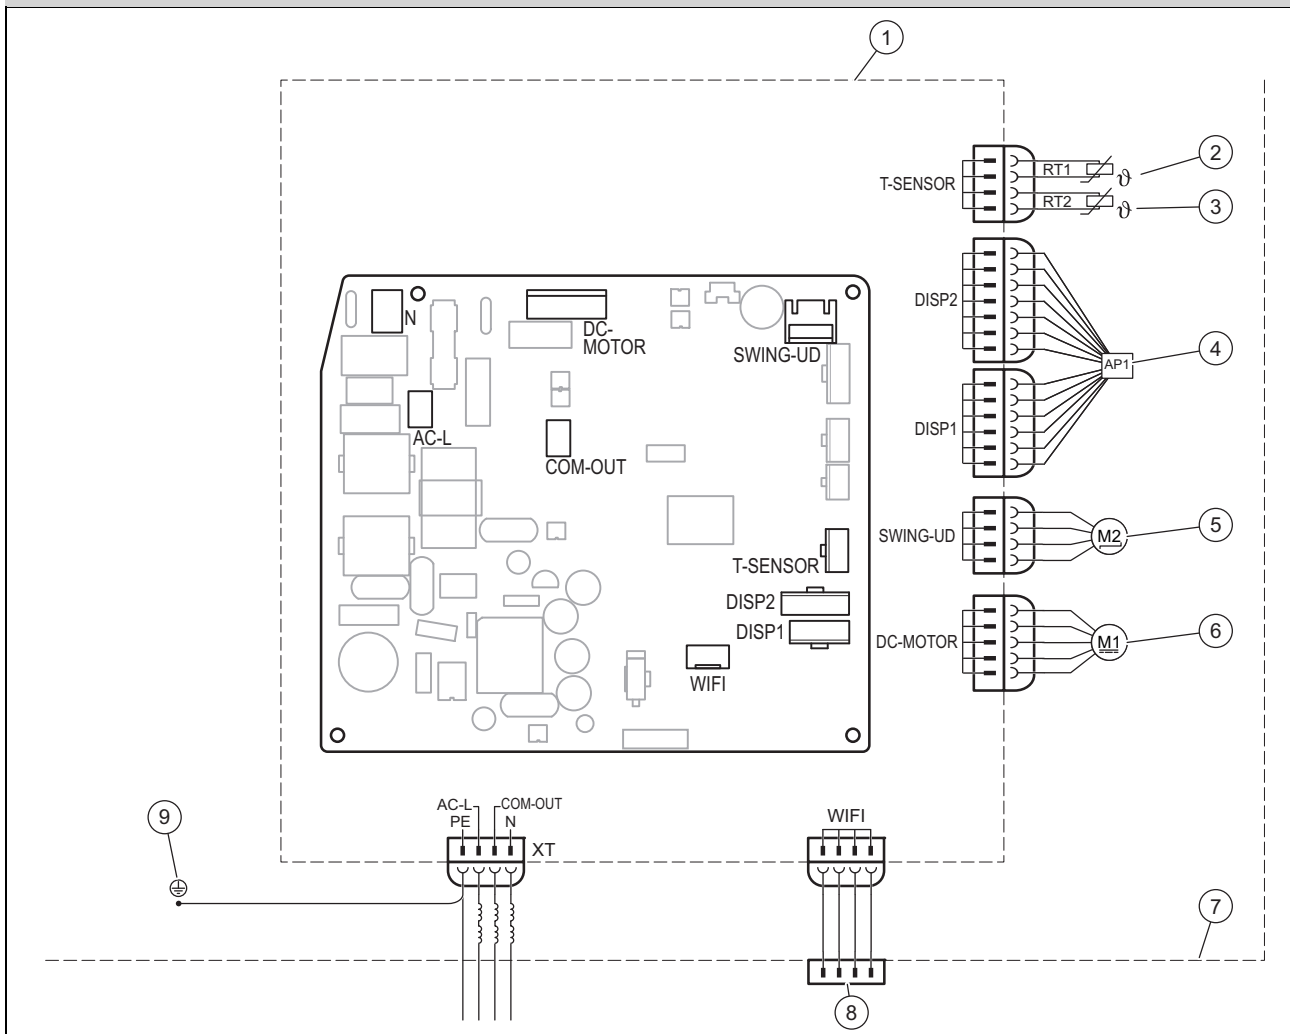 1
T-SENSOR
RT1
ϑ
2
RT2
ϑ
3
DISP2
AP1
4
DISP1
SWING-UD
M2
5
DC-MOTOR
M1
6
N
DC-
MOTOR
SWING-UD
AC-L
COM-OUT
T-SENSOR
DISP2
DISP1
WIFI
9
AC-L
COM-OUT
PE
N
XT
WIFI
7
8